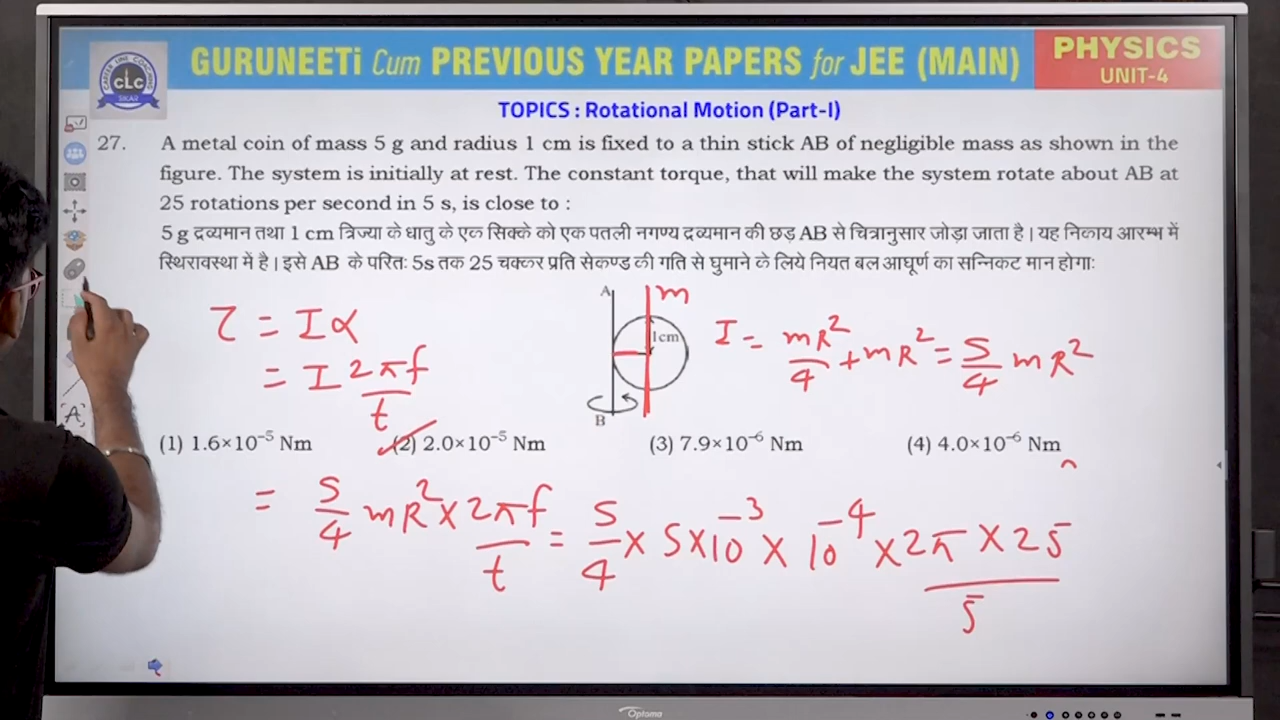 GURUNEETi Cum PREVIOUS YEAR PAPERS for JEE (MAIN)
PHYSICS
UNIT-4
CLC
SIKAR
TOPICS : Rotational Motion (Part-I)
27. A metal coin of mass 5 g and radius 1 cm is fixed to a thin stick AB of negligible mass as shown in the
figure. The system is initially at rest. The constant torque, that will make the system rotate about AB at
25 rotations per second in 5 s, is close to :
5 g द्रव्यमान तथा 1 cm त्रिज्या के धातु के एक सिक्के को एक पतली नगण्य द्रव्यमान की छड़ AB से चित्रानुसार जोड़ा जाता है। यह निकाय आरम्भ में
स्थिरावस्था में है। इसे AB के परितः 5s तक 25 चक्कर प्रति सेकण्ड की गति से घुमाने के लिये नियत बल आघूर्ण का सन्निकट मान होगाः
A
m
1cm
B
τ = Iα
= I 2πf/t
I = mR²/4 + mR² = 5/4 mR²
(1) 1.6×10⁻⁵ Nm (2) 2.0×10⁻⁵ Nm (3) 7.9×10⁻⁶ Nm (4) 4.0×10⁻⁶ Nm
= 5/4 mR² × 2πf/t = 5/4 × 5×10⁻³ × 10⁻⁴ × 2π × 25/5
A
Optoma